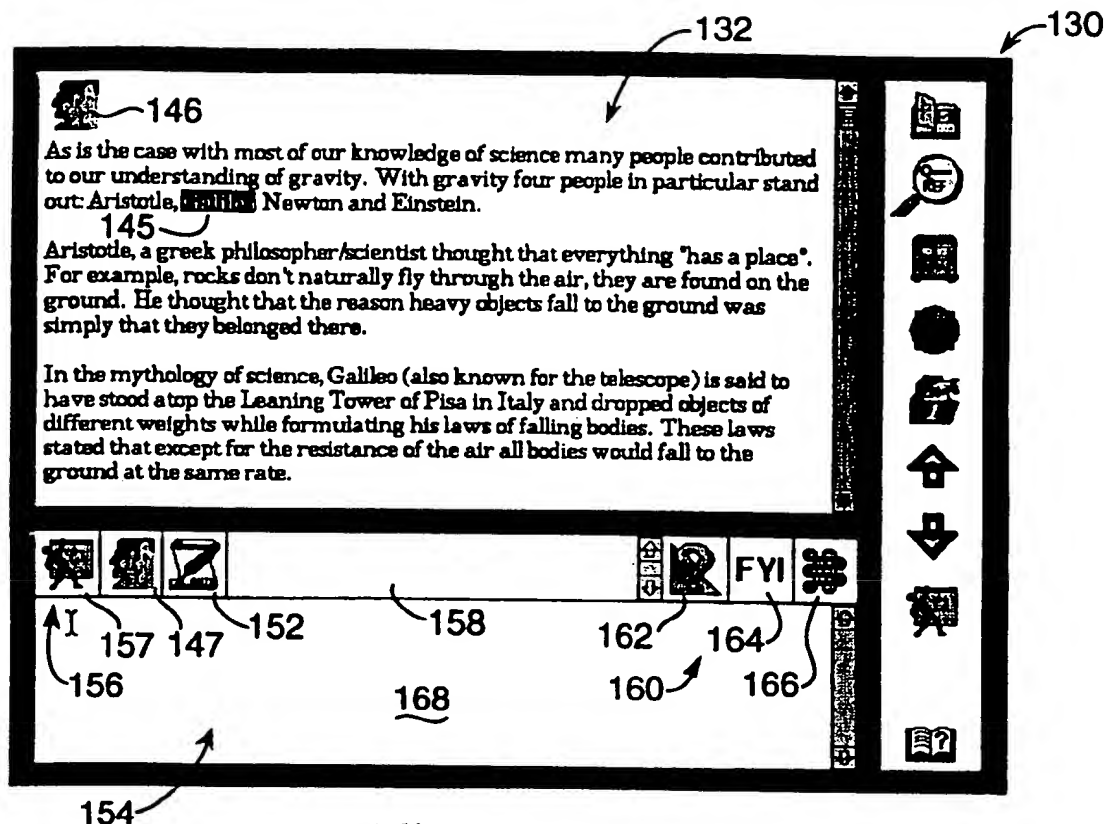 132
130
146
As is the case with most of our knowledge of science many people contributed
to our understanding of gravity. With gravity four people in particular stand
out: Aristotle, Newton and Einstein.
145
Aristotle, a greek philosopher/scientist thought that everything "has a place".
For example, rocks don't naturally fly through the air, they are found on the
ground. He thought that the reason heavy objects fall to the ground was
simply that they belonged there.
In the mythology of science, Galileo (also known for the telescope) is said to
have stood atop the Leaning Tower of Pisa in Italy and dropped objects of
different weights while formulating his laws of falling bodies. These laws
stated that except for the resistance of the air all bodies would fall to the
ground at the same rate.
REF
FYI
157 147 152 158 162 164
156 160 166
168
?
154